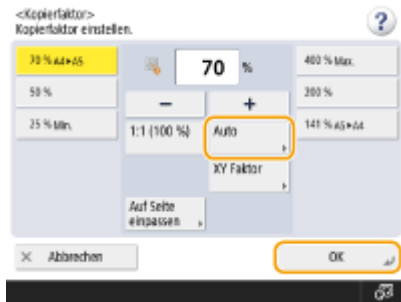 <Kopierfaktor>
Kopierfaktor einstellen.
?
70 % A4▶A5
70 %
400 % Max.
50 %
− +
200 %
25 % Min.
1:1 (100 %)
Auto
141 % A5▶A4
XY Faktor
Auf Seite
einpassen
× Abbrechen
OK